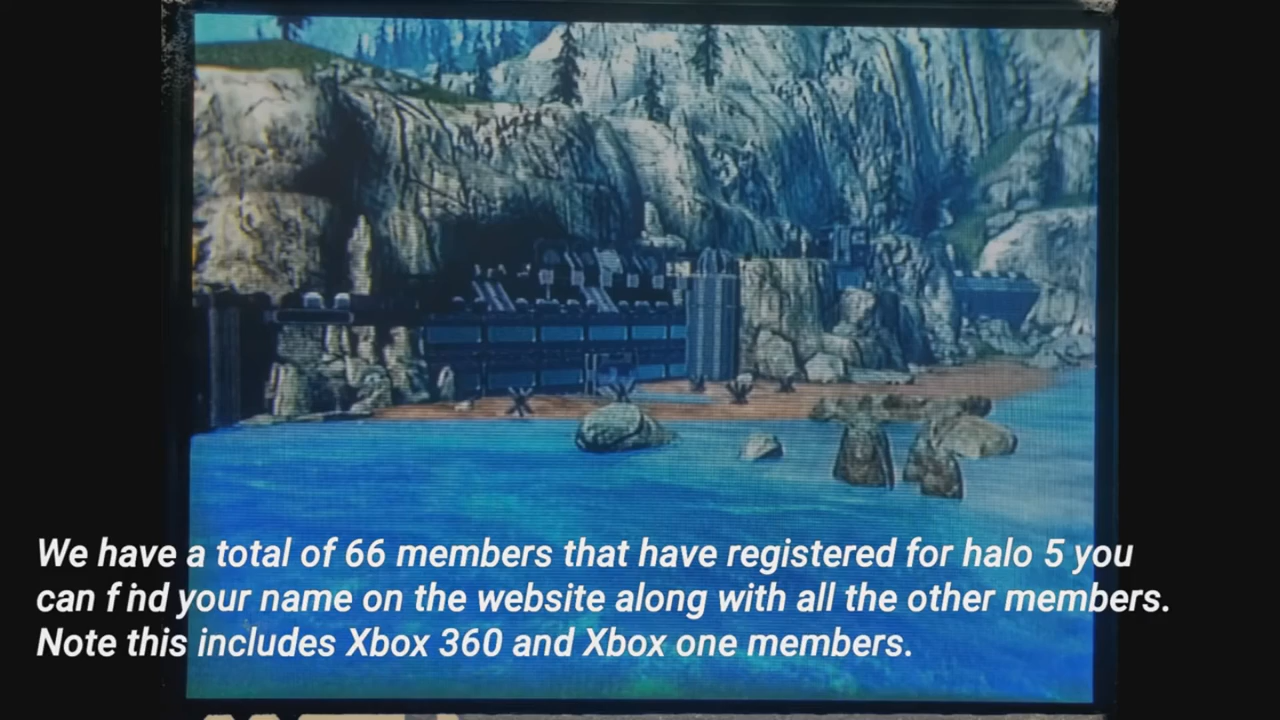 We have a total of 66 members that have registered for halo 5 you
can find your name on the website along with all the other members.
Note this includes Xbox 360 and Xbox one members.